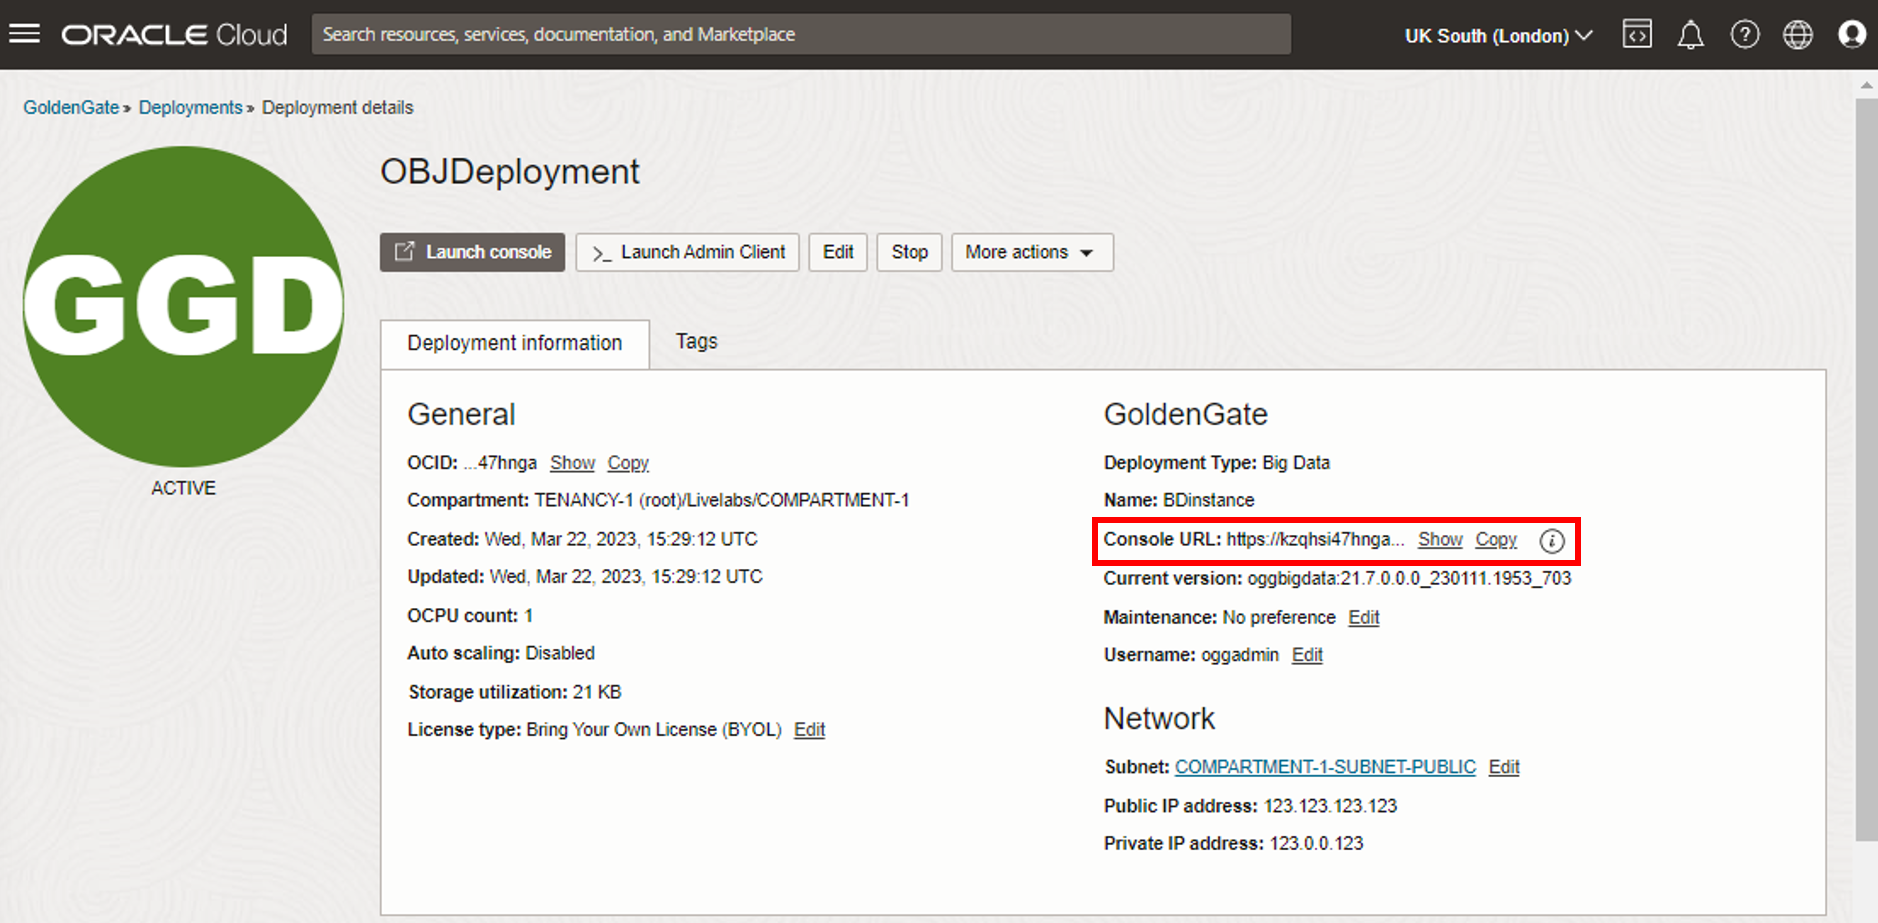 ORACLE Cloud
Search resources, services, documentation, and Marketplace
UK South (London)
GoldenGate » Deployments » Deployment details
GGD
ACTIVE
OBJDeployment
Launch console
>_ Launch Admin Client
Edit
Stop
More actions
Deployment information
Tags
General
OCID: ...47hnga Show Copy
Compartment: TENANCY-1 (root)/Livelabs/COMPARTMENT-1
Created: Wed, Mar 22, 2023, 15:29:12 UTC
Updated: Wed, Mar 22, 2023, 15:29:12 UTC
OCPU count: 1
Auto scaling: Disabled
Storage utilization: 21 KB
License type: Bring Your Own License (BYOL) Edit
GoldenGate
Deployment Type: Big Data
Name: BDinstance
Console URL: https://kzqhsi47hnga... Show Copy i
Current version: oggbigdata:21.7.0.0.0_230111.1953_703
Maintenance: No preference Edit
Username: oggadmin Edit
Network
Subnet: COMPARTMENT-1-SUBNET-PUBLIC Edit
Public IP address: 123.123.123.123
Private IP address: 123.0.0.123